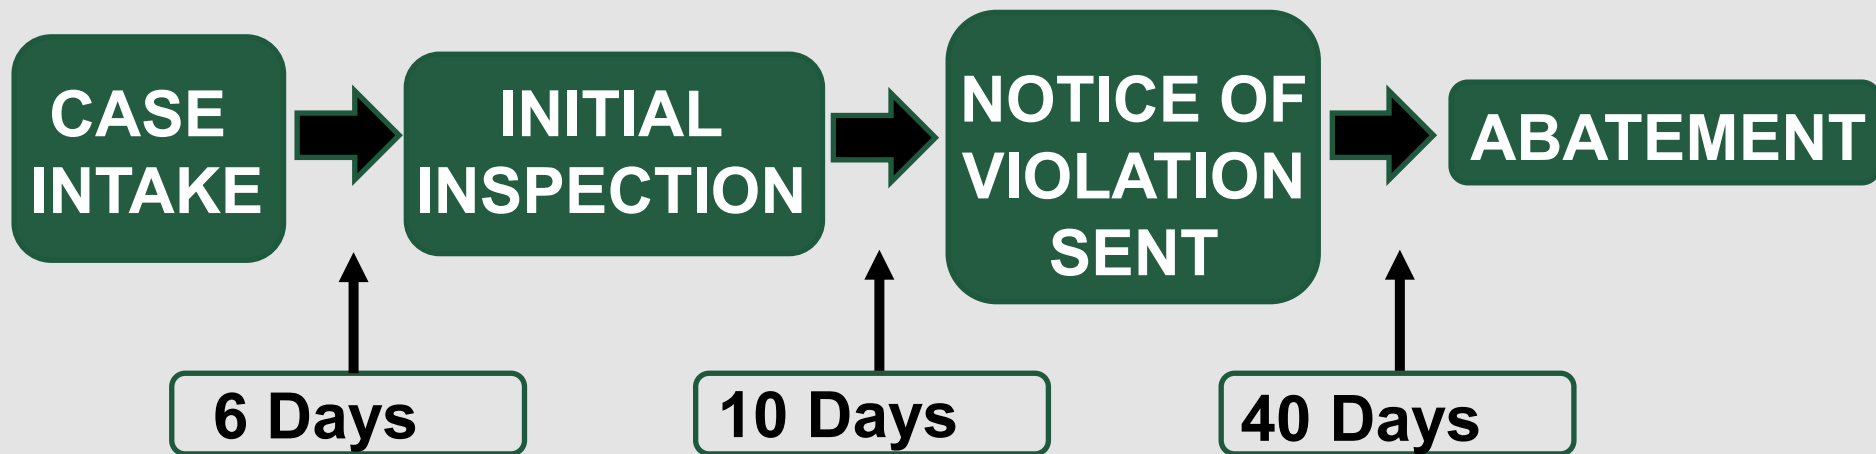 CASE
INTAKE
INITIAL
INSPECTION
NOTICE OF
VIOLATION
SENT
ABATEMENT
6 Days
10 Days
40 Days